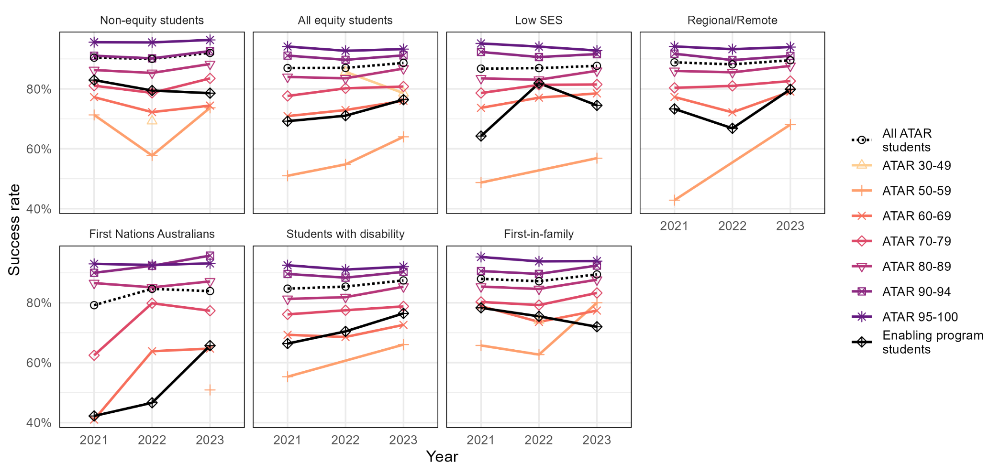 Non-equity students
All equity students
Low SES
Regional/Remote
80%
60%
40%
2021
2022
2023
First Nations Australians
Students with disability
First-in-family
80%
60%
40%
2021
2022
2023
2021
2022
2023
2021
2022
2023
Success rate
Year
All ATAR
students
ATAR 30-49
ATAR 50-59
ATAR 60-69
ATAR 70-79
ATAR 80-89
ATAR 90-94
ATAR 95-100
Enabling program
students